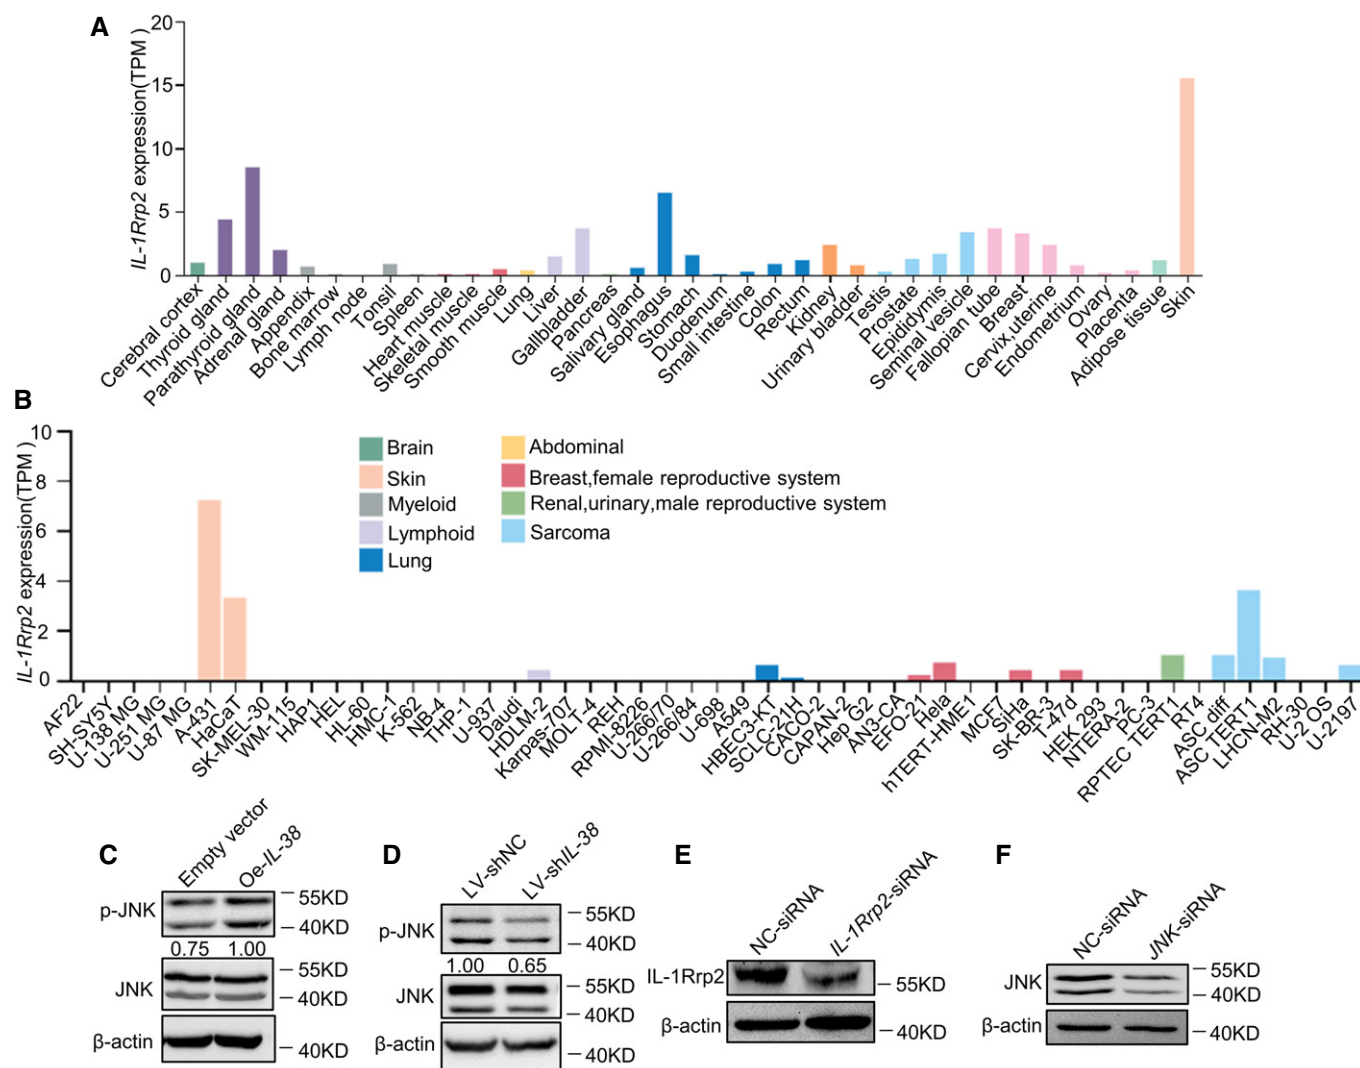 A
IL-1Rrp2 expression(TPM )
20
15
10
5
0
Cerebral cortex
Thyroid gland
Parathyroid gland
Adrenal gland
Appendix
Bone marrow
Lymph node
Tonsil
Spleen
Heart muscle
Skeletal muscle
Smooth muscle
Lung
Liver
Gallbladder
Pancreas
Salivary gland
Esophagus
Stomach
Duodenum
Small intestine
Colon
Rectum
Kidney
Urinary bladder
Testis
Prostate
Epididymis
Seminal vesicle
Fallopian tube
Breast
Cervix,uterine
Endometrium
Ovary
Placenta
Adipose tissue
Skin
B
IL-1Rrp2 expression(TPM )
10
8
6
4
2
0
Brain
Skin
Myeloid
Lymphoid
Lung
Abdominal
Breast,female reproductive system
Renal,urinary,male reproductive system
Sarcoma
AF22
SH-SY5Y
U-138 MG
U-251 MG
U-87 MG
A-431
HaCaT
SK-MEL-30
WM-115
HAP1
HEL
HL-60
HMC-1
K-562
NB-4
THP-1
U-937
Daudi
HDLM-2
Karpas-707
MOLT-4
REH
RPMI-8226
U-266/70
U-266/84
U-698
A549
HBEC3-KT
SCLC-21H
CACO-2
CAPAN-2
Hep G2
AN3-CA
EFO-21
Hela
hTERT-HME1
MCF7
SiHa
SK-BR-3
T-47d
HEK 293
NTERA-2
PC-3
RPTEC TERT1
RT4
ASC diff
ASC TERT1
LHCNLM2
RH-30
U-2 OS
U-2197
C
Empty vector
Oe-IL-38
p-JNK
55KD
40KD
0.75 1.00
JNK
55KD
40KD
β-actin
40KD
D
LV-shNC
LV-shIL-38
p-JNK
55KD
40KD
1.00 0.65
JNK
55KD
40KD
β-actin
40KD
E
NC-siRNA
IL-1Rrp2-siRNA
IL-1Rrp2
55KD
β-actin
40KD
F
NC-siRNA
JNK-siRNA
JNK
55KD
40KD
β-actin
40KD